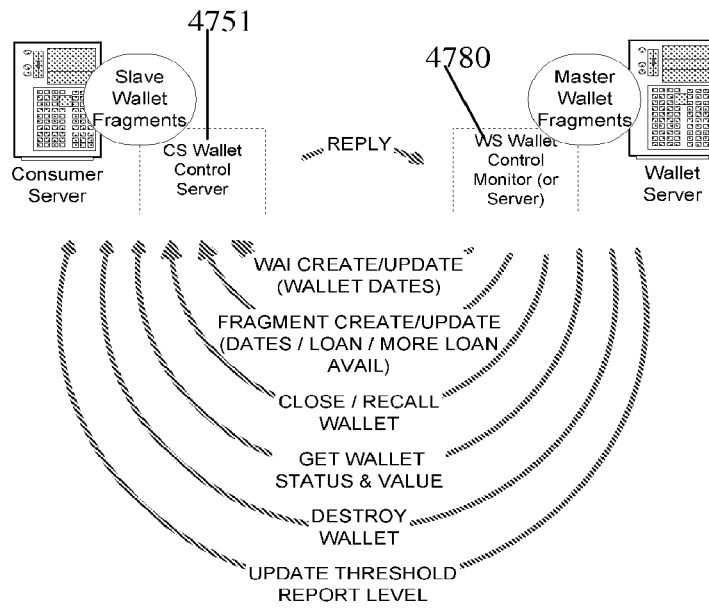 4751
4780
Slave
Wallet
Fragments
Master
Wallet
Fragments
Consumer
Server
CS Wallet
Control
Server
REPLY
WS Wallet
Control
Monitor (or
Server)
Wallet
Server
WAI CREATE/UPDATE
(WALLET DATES)
FRAGMENT CREATE/UPDATE
(DATES / LOAN / MORE LOAN
AVAIL)
CLOSE / RECALL
WALLET
GET WALLET
STATUS & VALUE
DESTROY
WALLET
UPDATE THRESHOLD
REPORT LEVEL